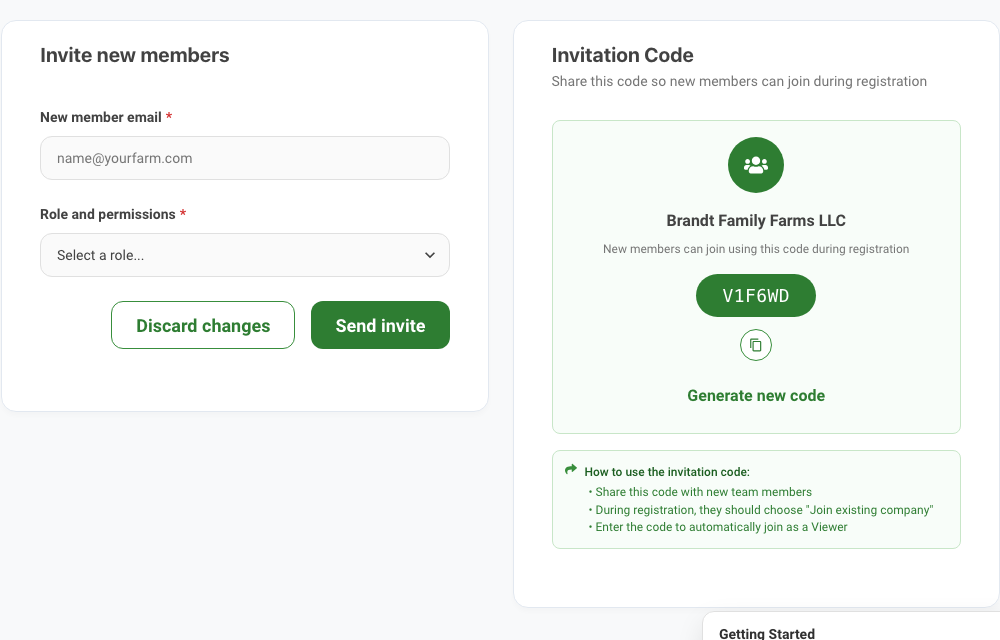 Invite new members
New member email *
name@yourfarm.com
Role and permissions *
Select a role...
Discard changes
Send invite
Invitation Code
Share this code so new members can join during registration
Brandt Family Farms LLC
New members can join using this code during registration
V1F6WD
Generate new code
How to use the invitation code:
• Share this code with new team members
• During registration, they should choose "Join existing company"
• Enter the code to automatically join as a Viewer
Getting Started